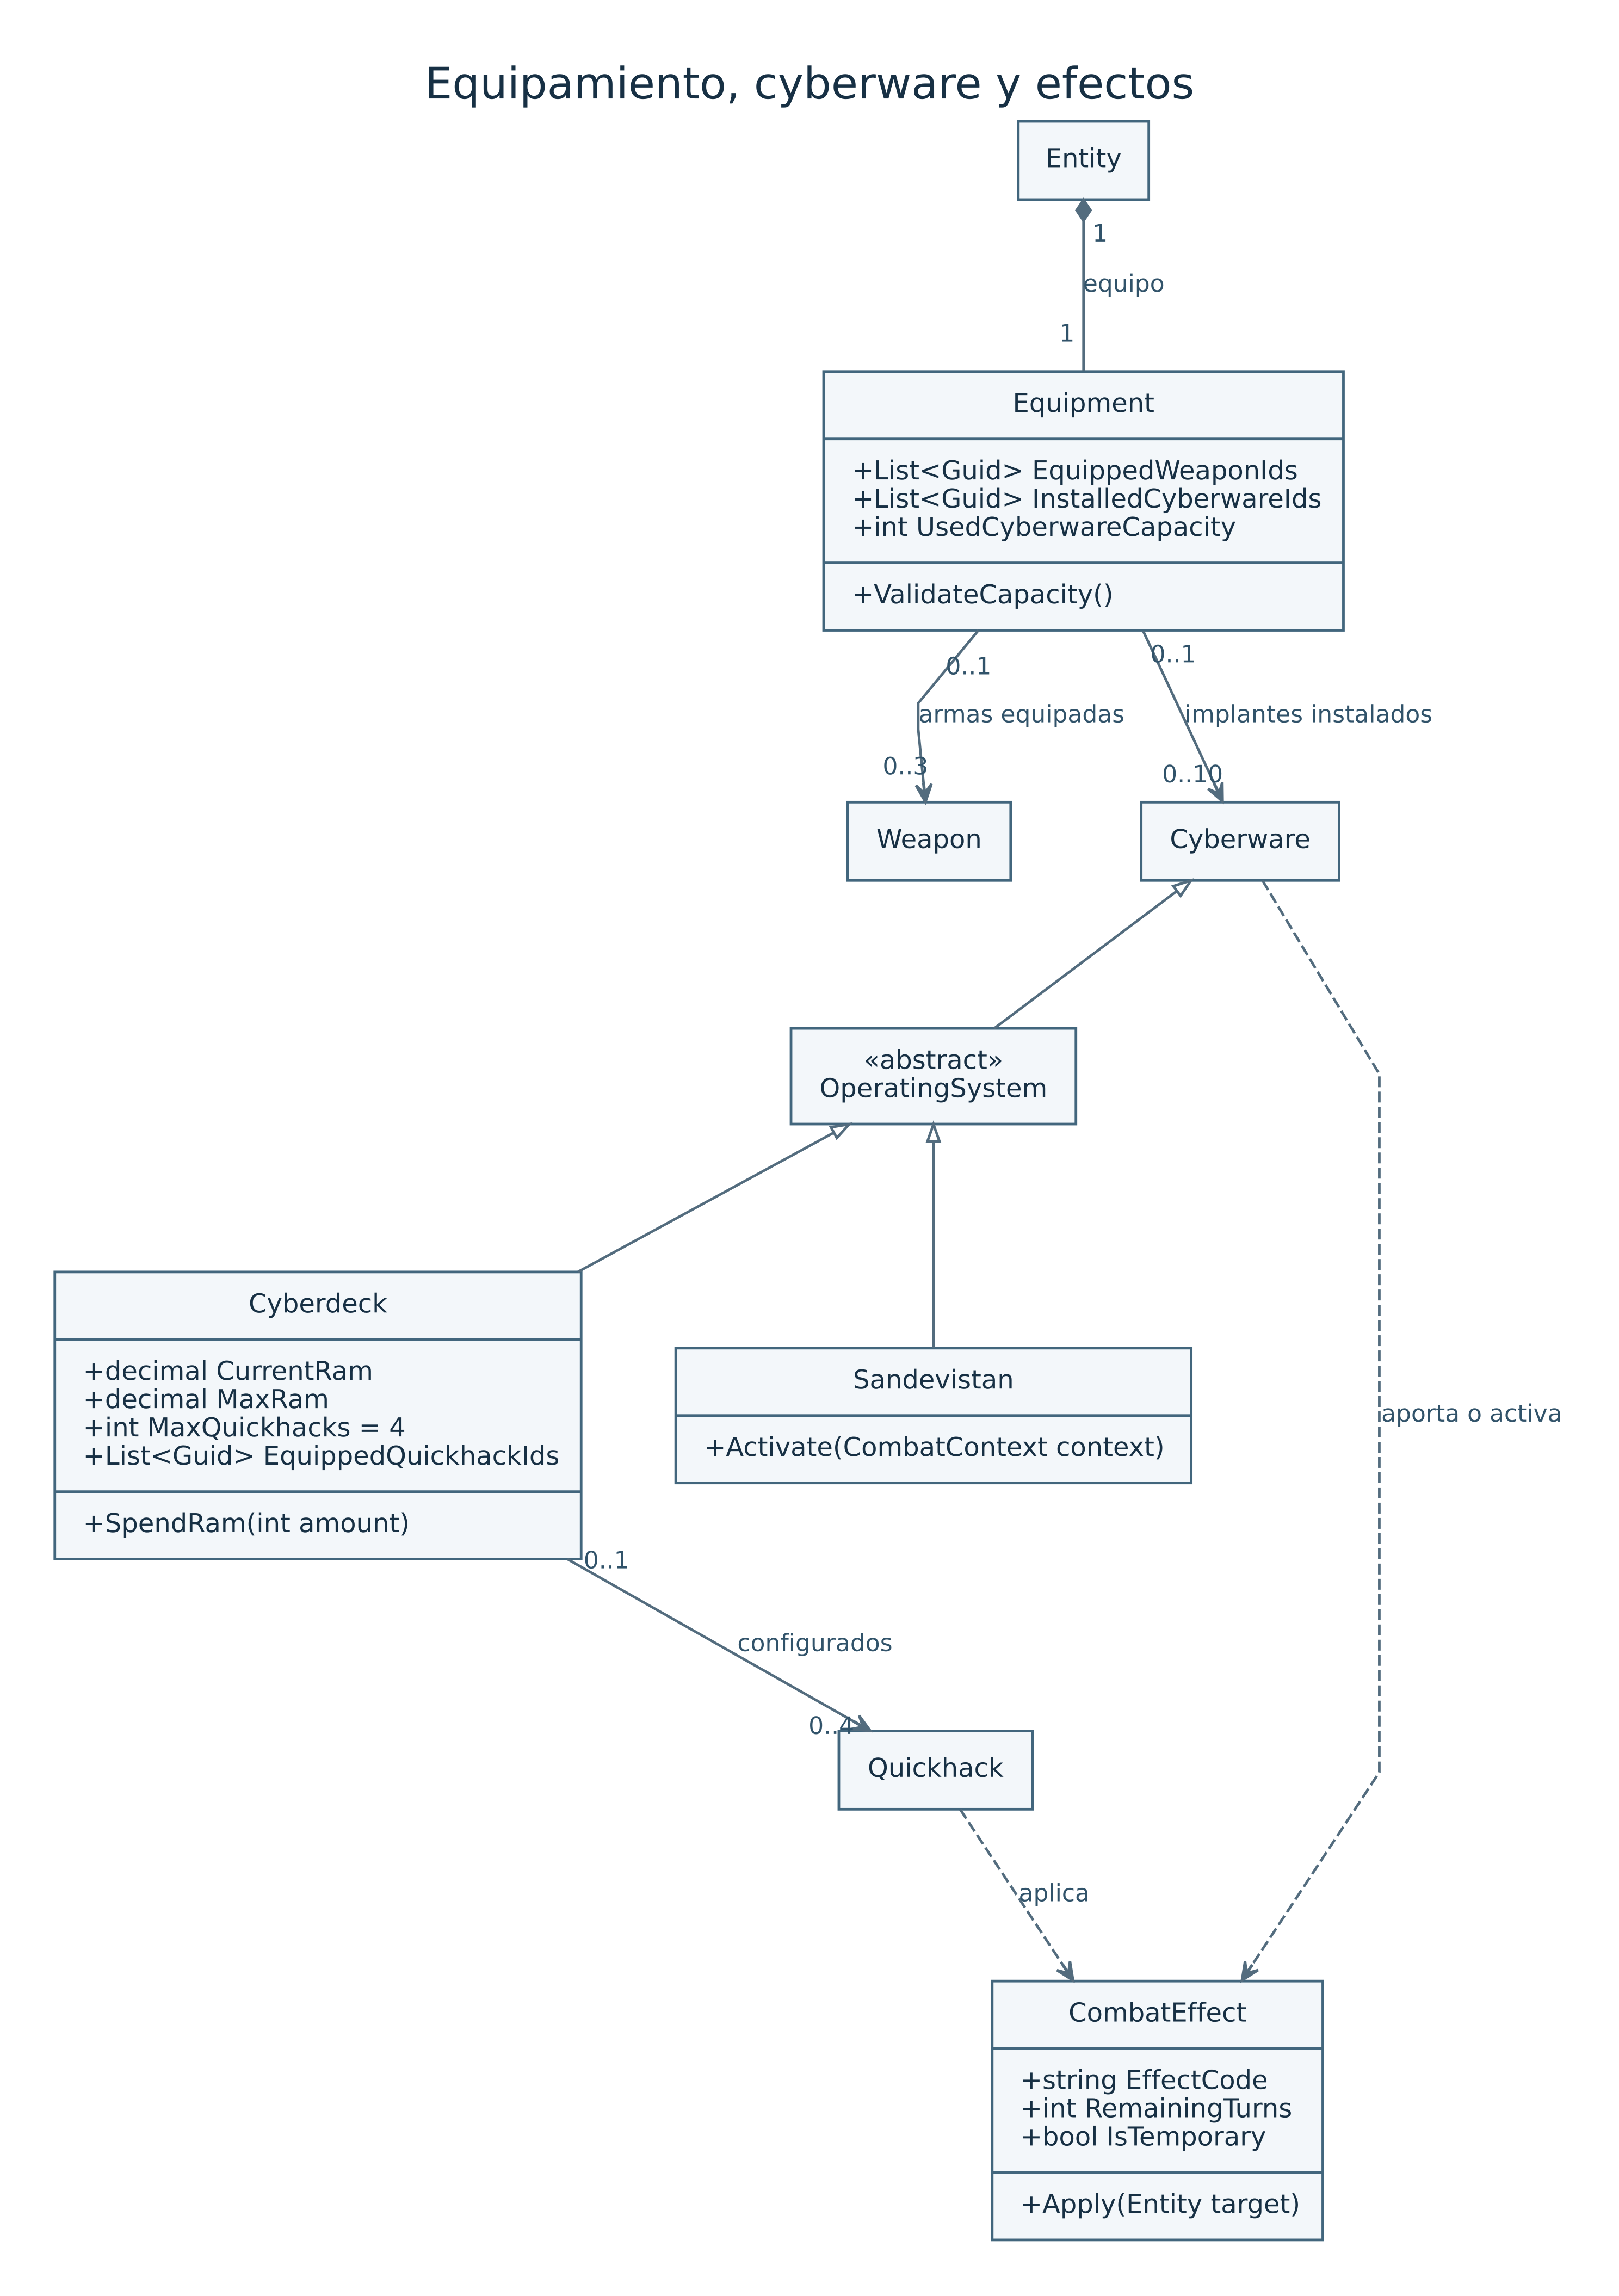 Equipamiento, cyberware y efectos
Entity
1
equipo
1
Equipment
+List<Guid> EquippedWeaponIds
+List<Guid> InstalledCyberwareIds
+int UsedCyberwareCapacity
+ValidateCapacity()
0..1
0..1
armas equipadas
implantes instalados
0..3
0..10
Weapon
Cyberware
«abstract»
OperatingSystem
Cyberdeck
+decimal CurrentRam
+decimal MaxRam
+int MaxQuickhacks = 4
+List<Guid> EquippedQuickhackIds
+SpendRam(int amount)
Sandevistan
+Activate(CombatContext context)
aporta o activa
0..1
configurados
0..4
Quickhack
aplica
CombatEffect
+string EffectCode
+int RemainingTurns
+bool IsTemporary
+Apply(Entity target)